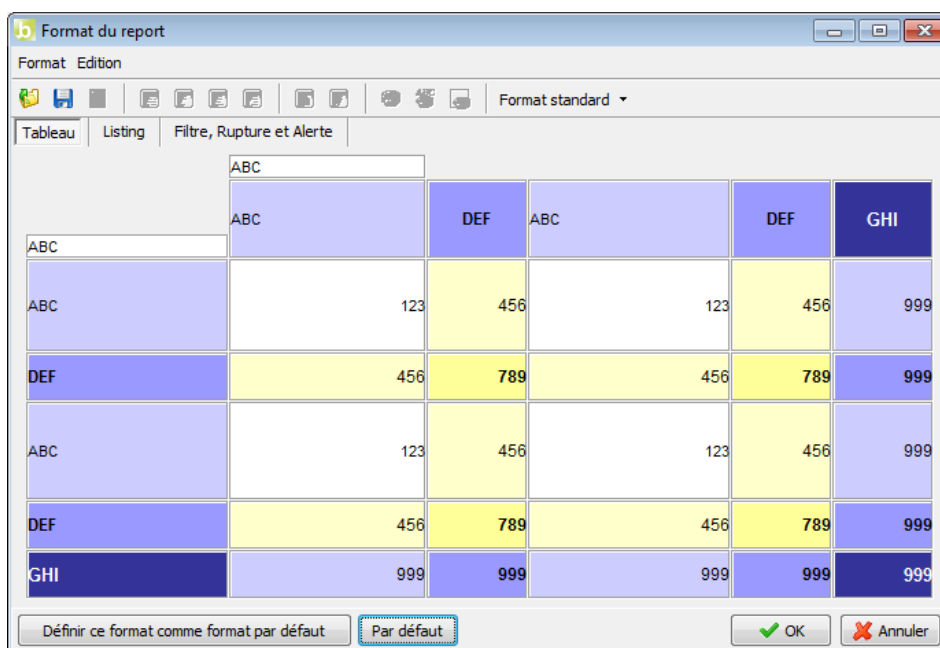 Format du report
Format Edition
Format standard
Tableau Listing Filtre, Rupture et Alerte
ABC
ABC DEF ABC DEF GHI
ABC
ABC 123 456 123 456 999
DEF 456 789 456 789 999
ABC 123 456 123 456 999
DEF 456 789 456 789 999
GHI 999 999 999 999 999
Définir ce format comme format par défaut Par défaut OK Annuler